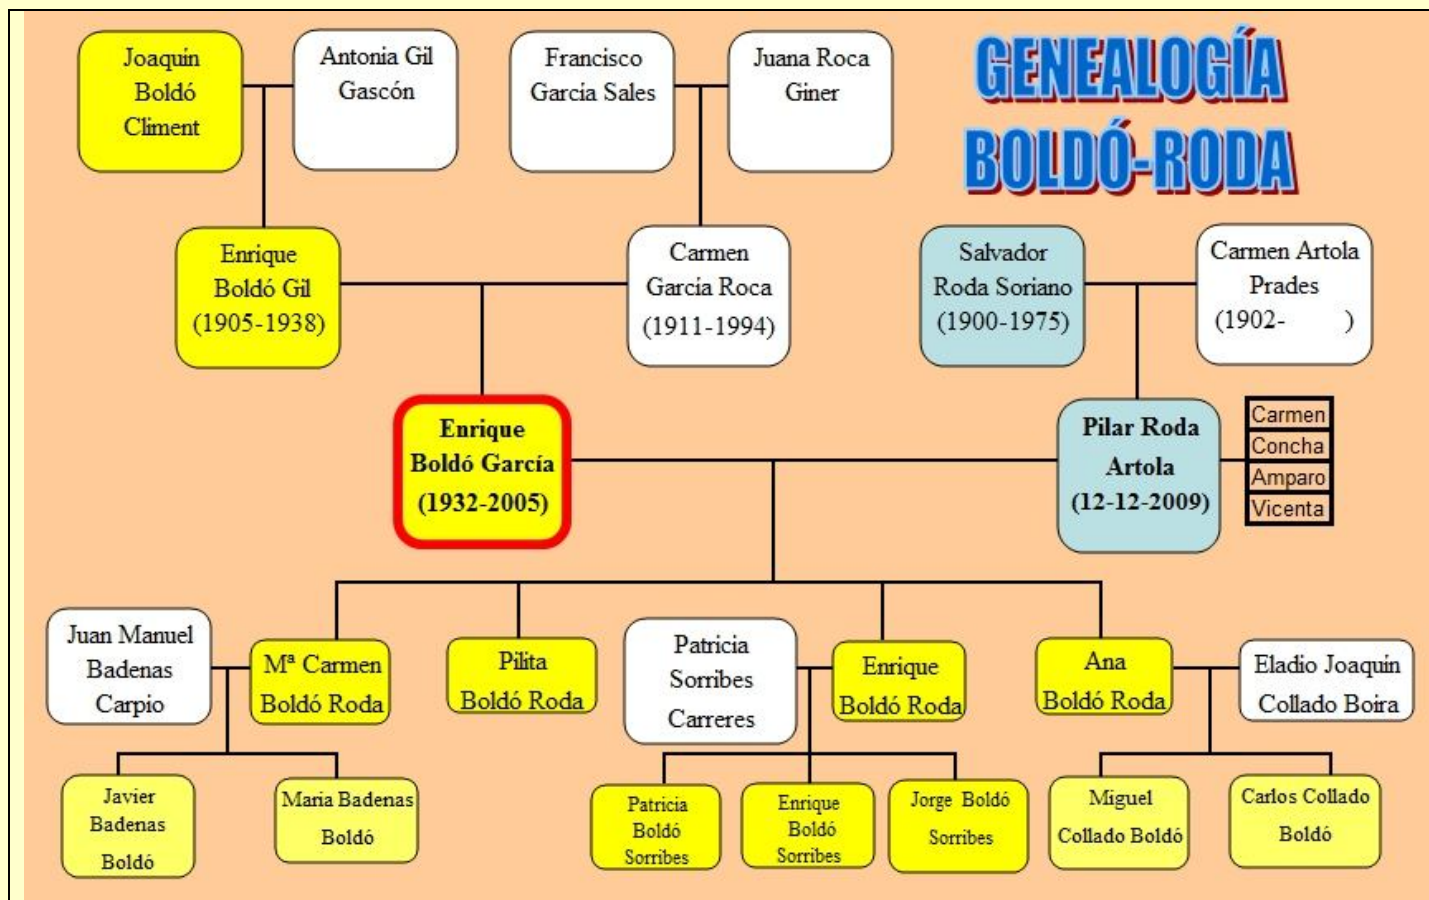 GENEALOGÍA
BOLDÓ-RODA
Joaquín
Boldó
Climent
Antonia Gil
Gascón
Francisco
García Sales
Juana Roca
Giner
Enrique
Boldó Gil
(1905-1938)
Carmen
García Roca
(1911-1994)
Salvador
Roda Soriano
(1900-1975)
Carmen Artola
Prades
(1902- )
Enrique
Boldó García
(1932-2005)
Pilar Roda
Artola
(12-12-2009)
Carmen
Concha
Amparo
Vicenta
Juan Manuel
Badenas
Carpio
Mª Carmen
Boldó Roda
Pilita
Boldó Roda
Patricia
Sorribes
Carreres
Enrique
Boldó Roda
Ana
Boldó Roda
Eladio Joaquín
Collado Boira
Javier
Badenas
Boldó
Maria Badenas
Boldó
Patricia
Boldó
Sorribes
Enrique
Boldó
Sorribes
Jorge Boldó
Sorribes
Miguel
Collado Boldó
Carlos Collado
Boldó